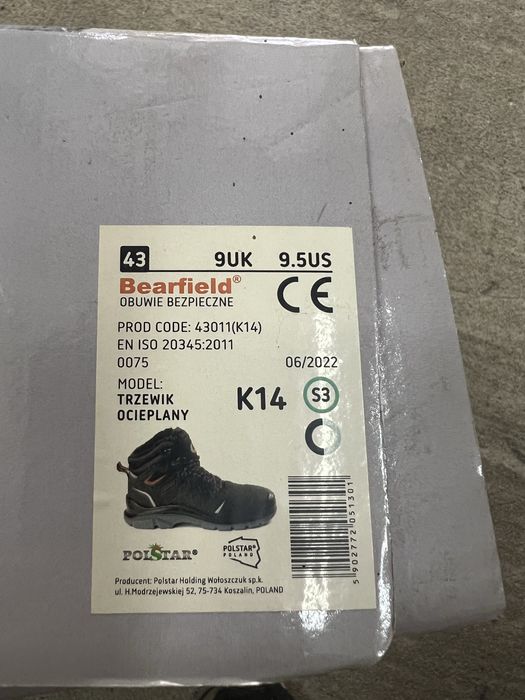 43 9UK 9.5US
Bearfield®
OBUWIE BEZPIECZNE
CE
PROD CODE: 43011(K14)
EN ISO 20345:2011
0075 06/2022
MODEL:
TRZEWIK
OCIEPLANY
K14 S3
POLSTAR®
POLSTAR®
POLAND
5902772051301
Producent: Polstar Holding Wołoszczuk sp.k.
ul. H.Modrzejewskiej 52, 75-734 Koszalin, POLAND